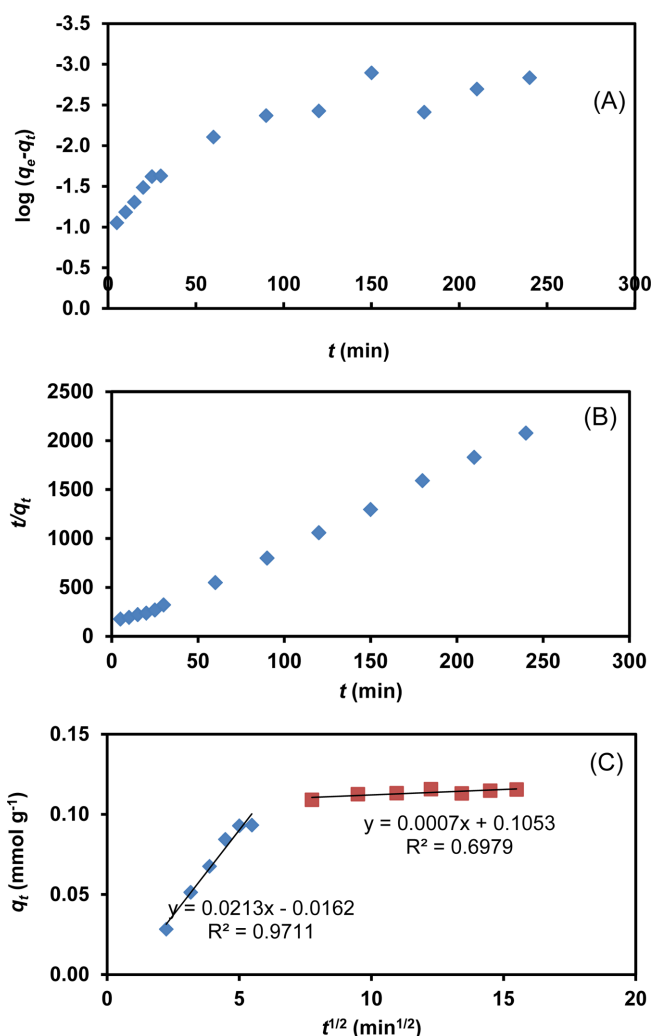 -3.5
-3.0
-2.5
-2.0
-1.5
-1.0
-0.5
0.0
log (qe-qt)
(A)
0 50 100 150 200 250 300
t (min)
2500
2000
1500
1000
500
0
t/qt
(B)
0 50 100 150 200 250 300
t (min)
0.15
0.10
0.05
0.00
qt (mmol g-1)
(C)
y = 0.0007x + 0.1053
R² = 0.6979
y = 0.0213x - 0.0162
R² = 0.9711
0 5 10 15 20
t1/2 (min1/2)